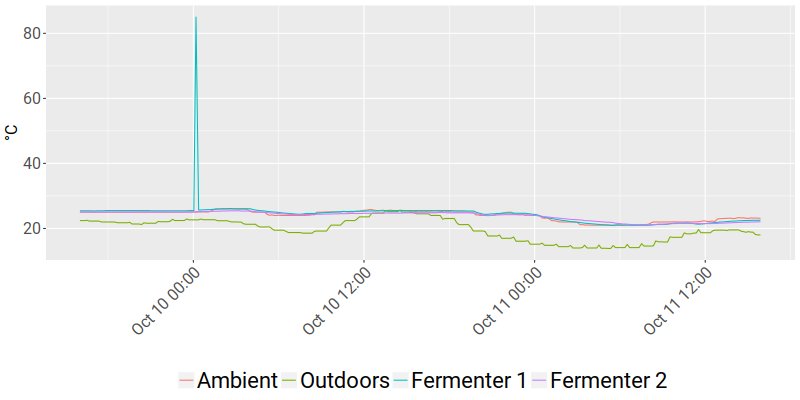 °C
80
60
40
20
Oct 10 00:00
Oct 10 12:00
Oct 11 00:00
Oct 11 12:00
Ambient Outdoors Fermenter 1 Fermenter 2